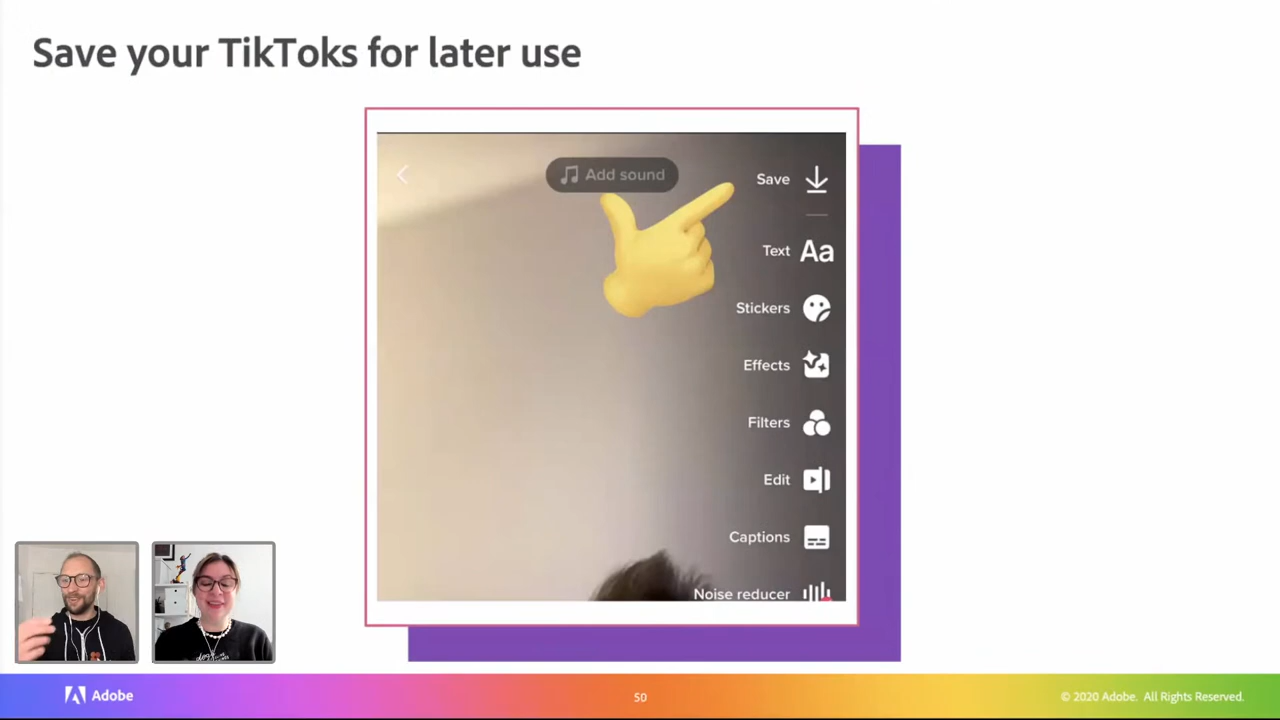 Save your TikToks for later use
Add sound
Save
Text Aa
Stickers
Effects
Filters
Edit
Captions
Noise reducer
Adobe
50
© 2020 Adobe. All Rights Reserved.